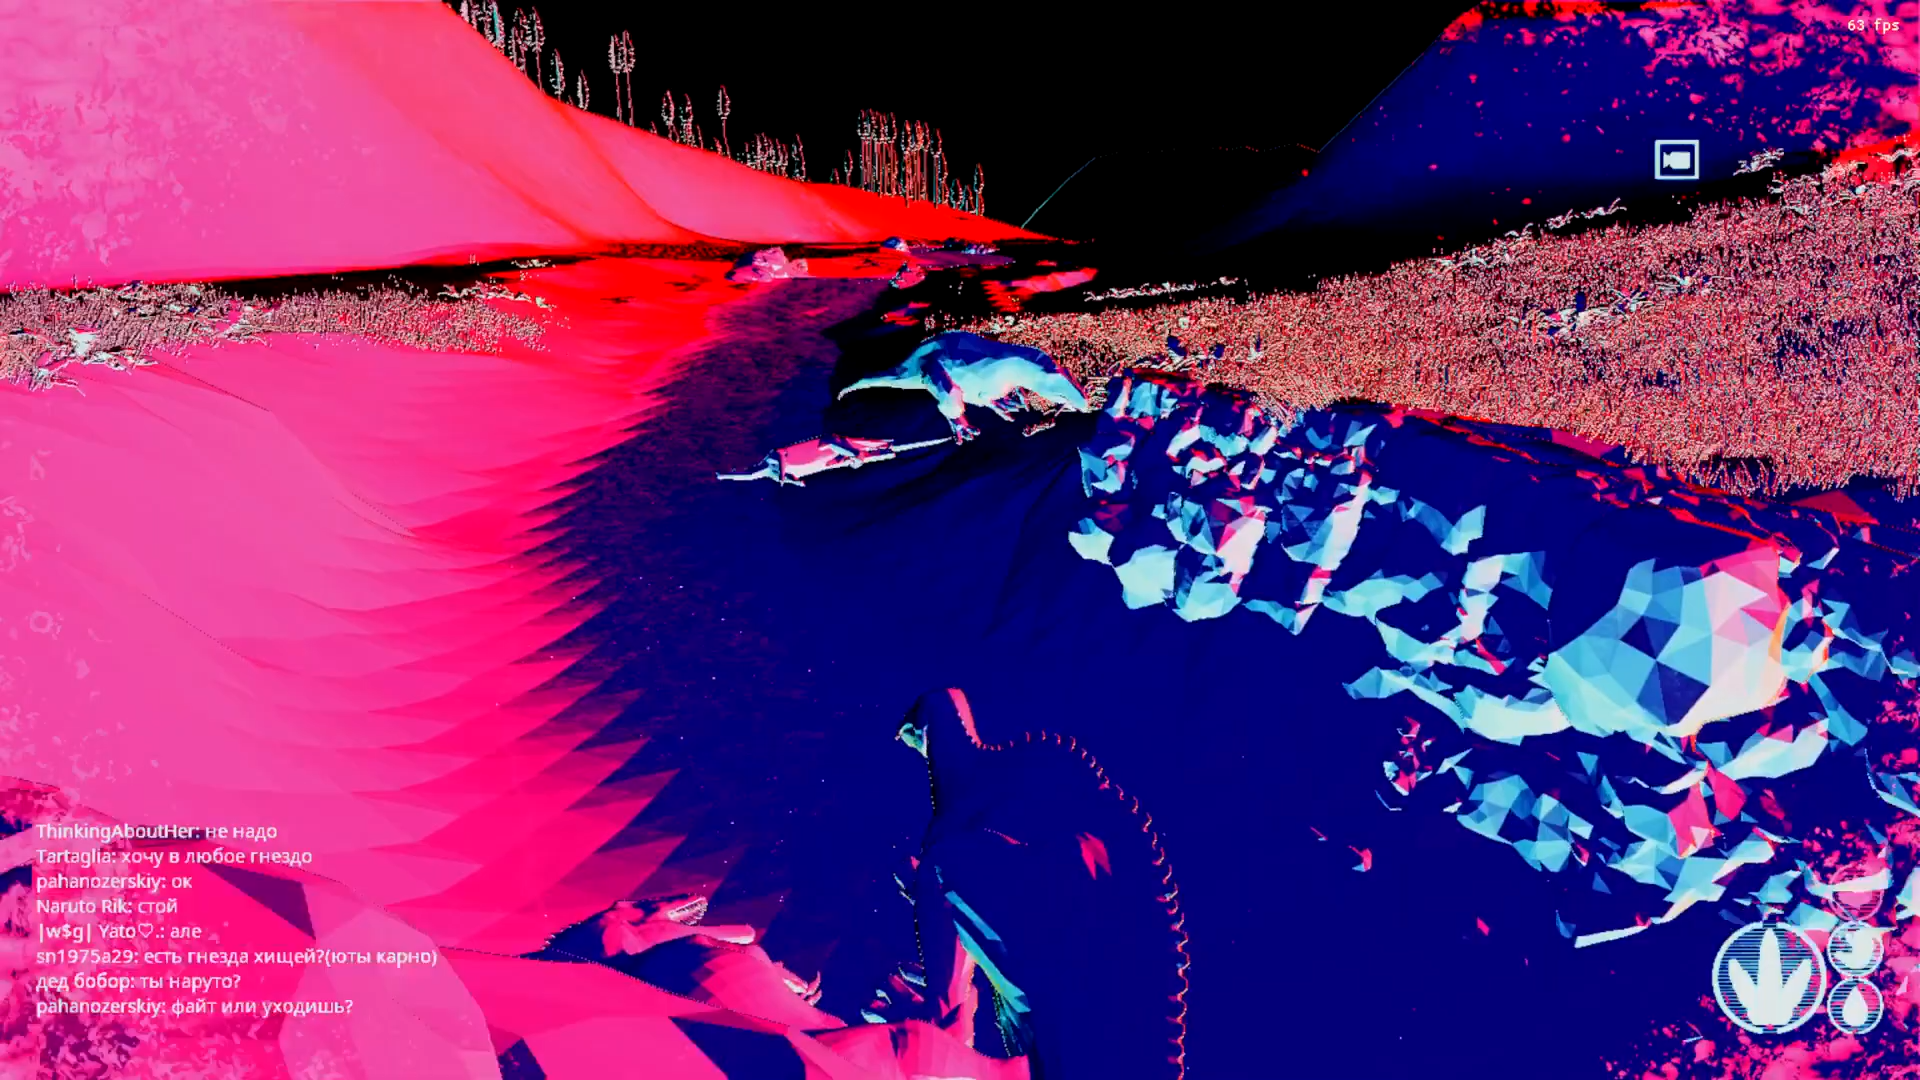 63 fps
ThinkingAboutHer: не надо
Tartaglia: хочу в любое гнездо
pahanozerskiy: ок
Naruto Rik: стой
|w$g| Yato♡.: але
sn1975a29: есть гнезда хищей?(юты карно)
дед бобор: ты наруто?
pahanozerskiy: файт или уходишь?